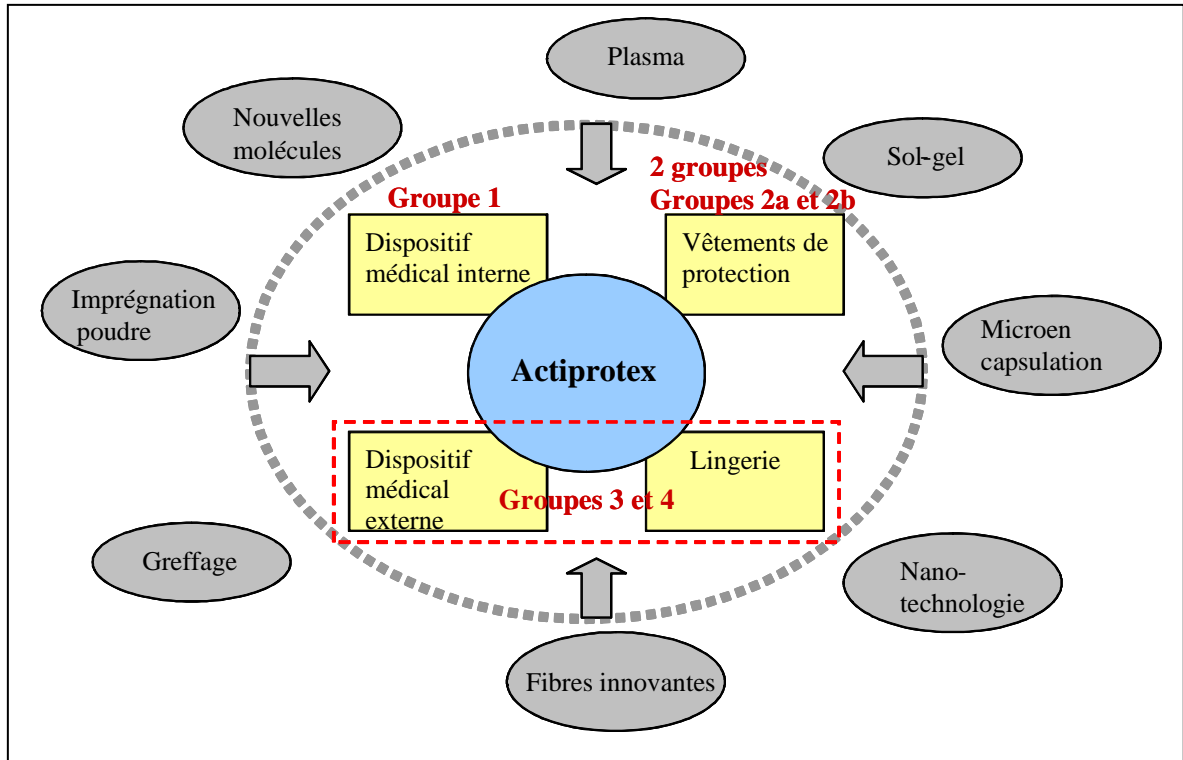 Plasma
Nouvelles
molécules
Sol-gel
2 groupes
Groupes 2a et 2b
Groupe 1
Dispositif
médical interne
Vêtements de
protection
Imprégnation
poudre
Microen
capsulation
Actiprotex
Dispositif
médical
externe
Lingerie
Groupes 3 et 4
Greffage
Nano-
technologie
Fibres innovantes